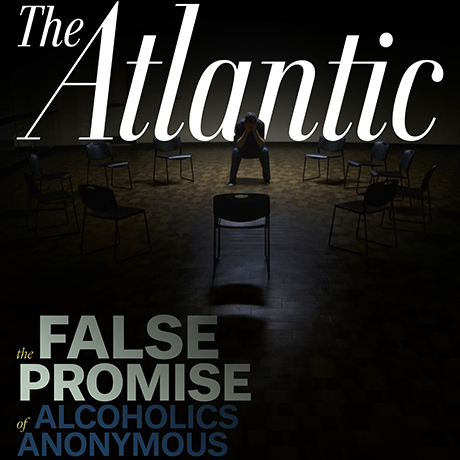 The
Atlantic
the FALSE
PROMISE
of ALCOHOLICS
ANONYMOUS